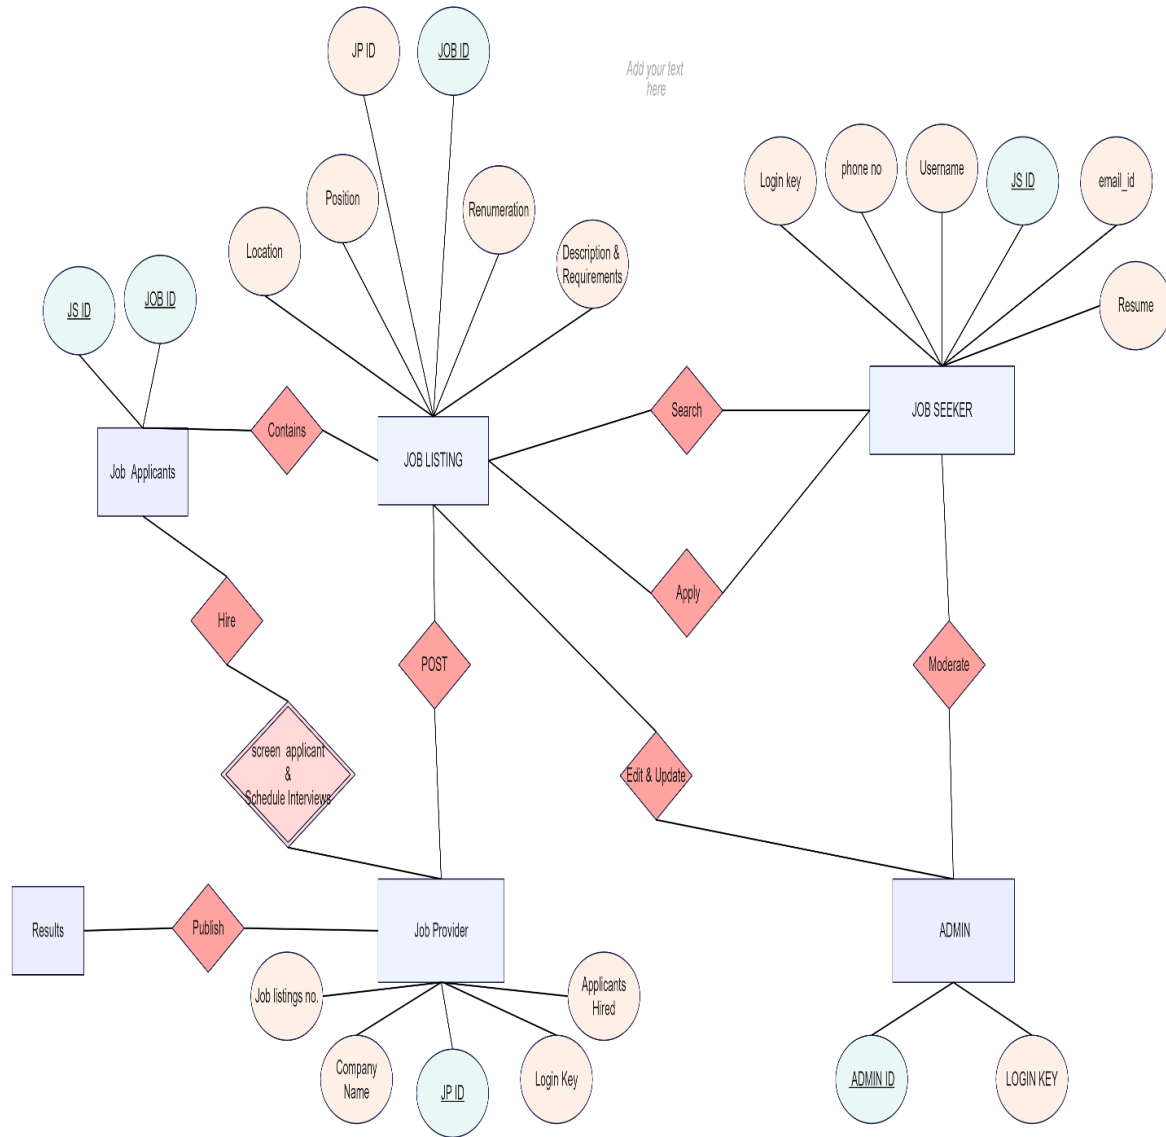 JP ID
JOB ID
Add your text
here
Login key
phone no
Username
JS ID
email_id
Position
Renumeration
Location
Description &
Requirements
JS ID
JOB ID
Resume
Contains
Search
JOB SEEKER
Job Applicants
JOB LISTING
Apply
Hire
POST
Moderate
screen applicant
&
Schedule Interviews
Edit & Update
Results
Publish
Job Provider
ADMIN
Job listings no.
Applicants
Hired
Company
Name
JP ID
Login Key
ADMIN ID
LOGIN KEY